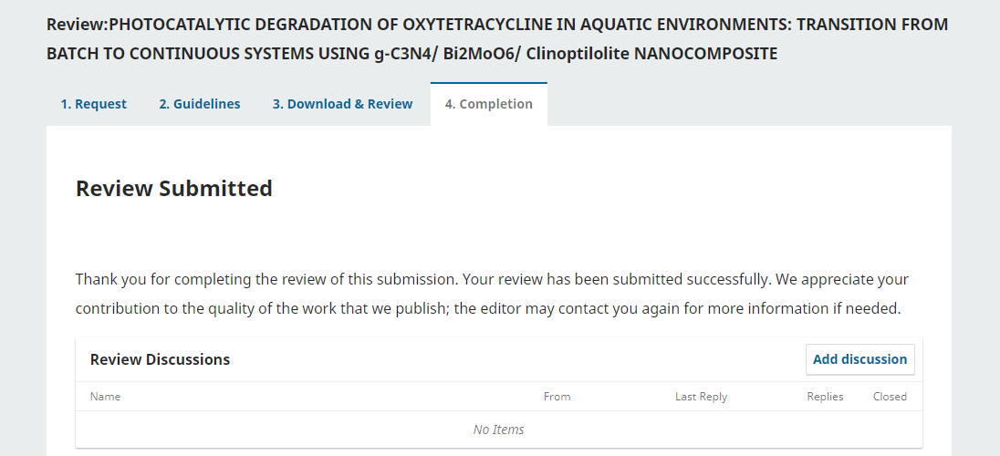 Review:PHOTOCATALYTIC DEGRADATION OF OXYTETRACYCLINE IN AQUATIC ENVIRONMENTS: TRANSITION FROM
BATCH TO CONTINUOUS SYSTEMS USING g-C3N4/ Bi2MoO6/ Clinoptilolite NANOCOMPOSITE
1. Request 2. Guidelines 3. Download & Review 4. Completion
Review Submitted
Thank you for completing the review of this submission. Your review has been submitted successfully. We appreciate your
contribution to the quality of the work that we publish; the editor may contact you again for more information if needed.
Review Discussions Add discussion
Name From Last Reply Replies Closed
No Items